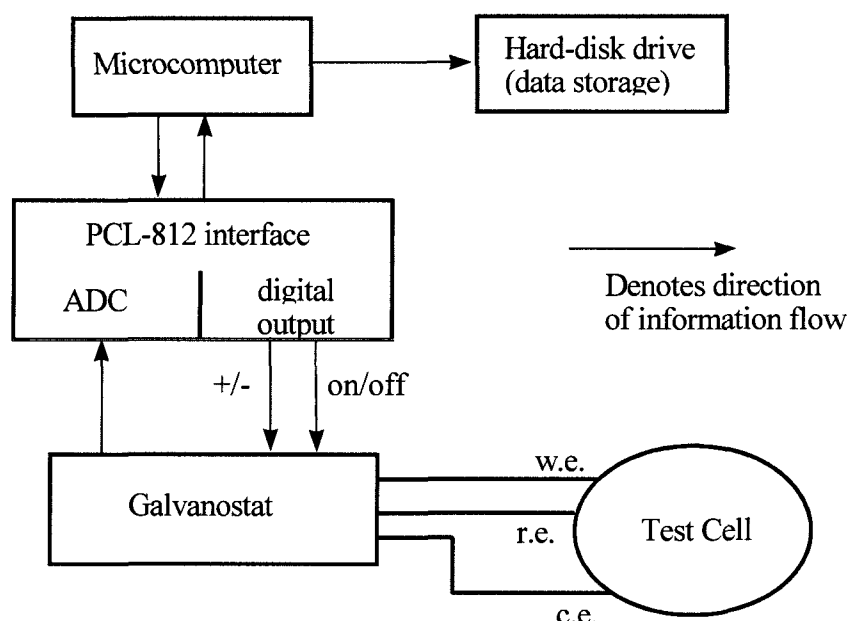 Microcomputer
Hard-disk drive
(data storage)
PCL-812 interface
ADC
digital
output
Denotes direction
of information flow
+/-
on/off
Galvanostat
w.e.
r.e.
c.e.
Test Cell